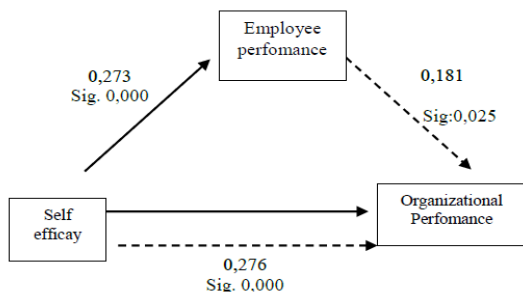 Employee
perfomance
0,273
Sig. 0,000
0,181
Sig:0,025
Self
efficay
Organizational
Perfomance
0,276
Sig. 0,000